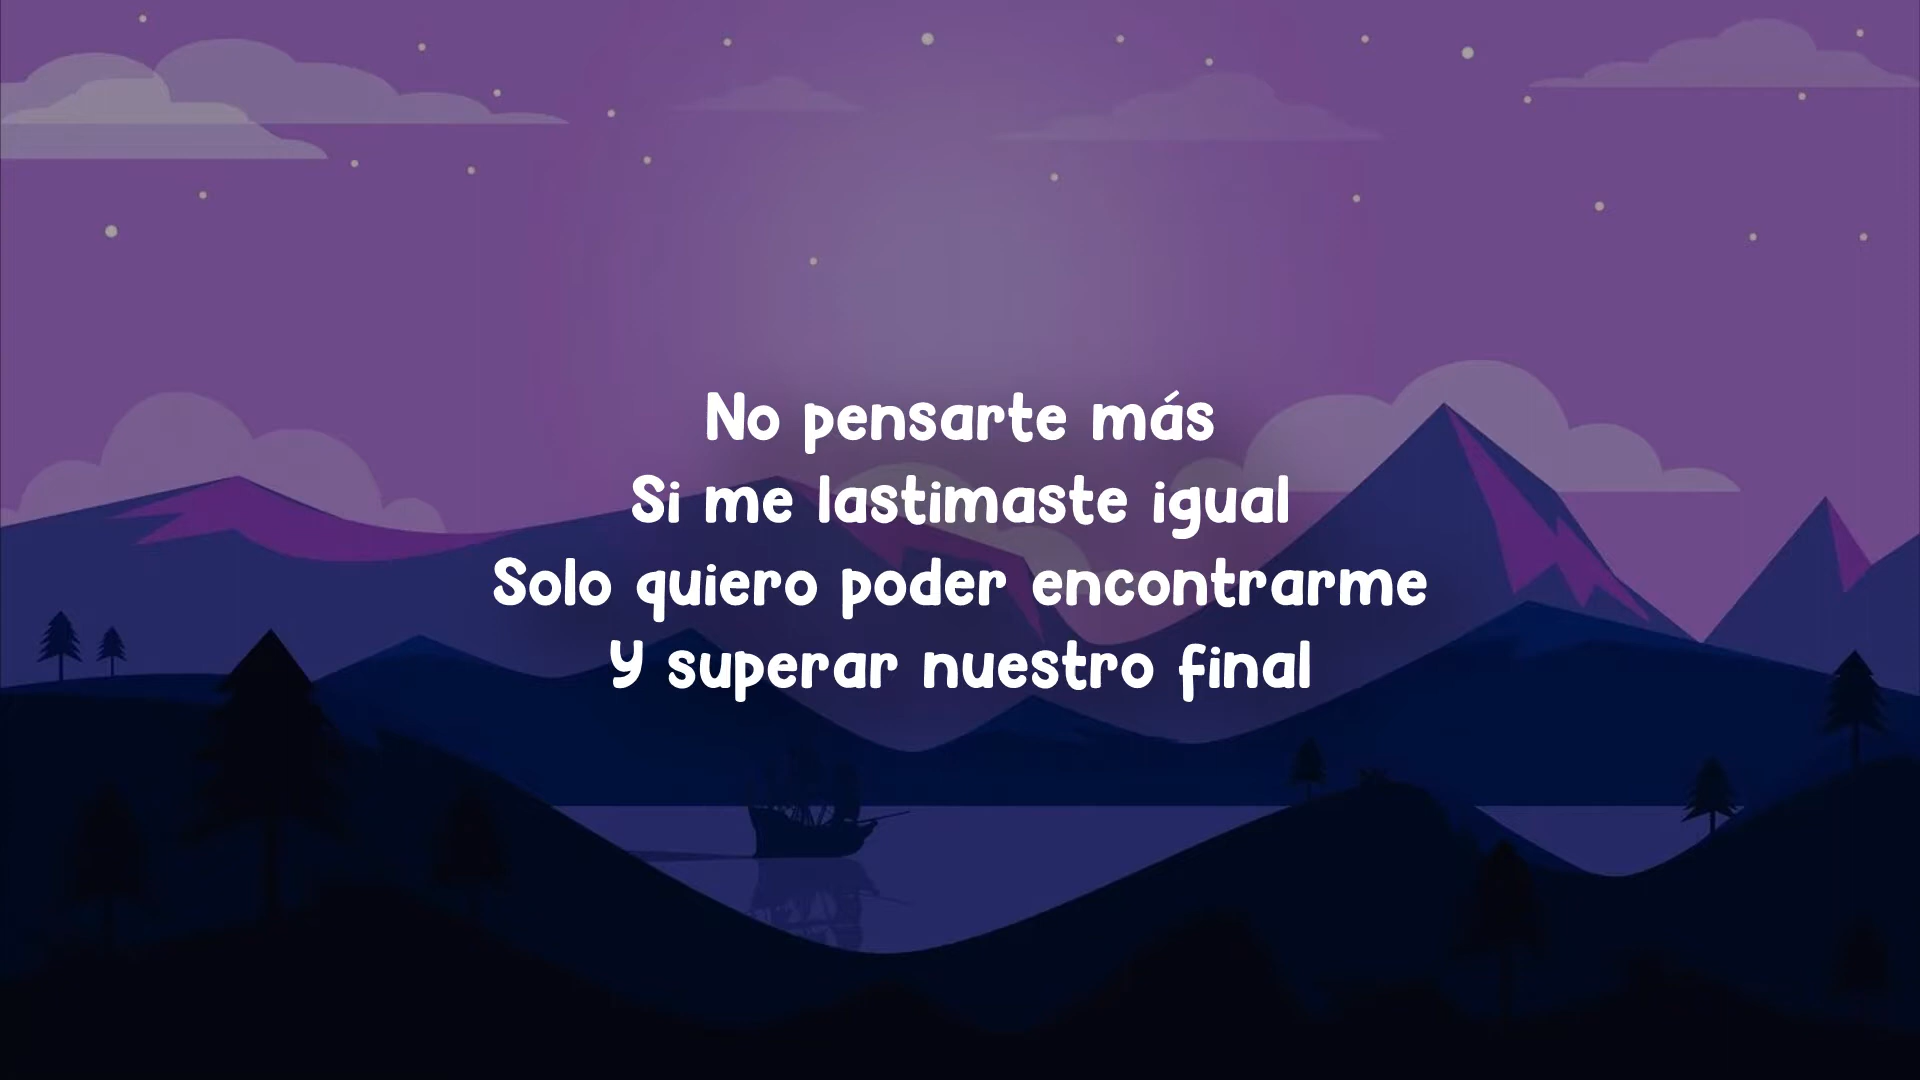 No pensarte más
Si me lastimaste igual
Solo quiero poder encontrarme
Y superar nuestro final